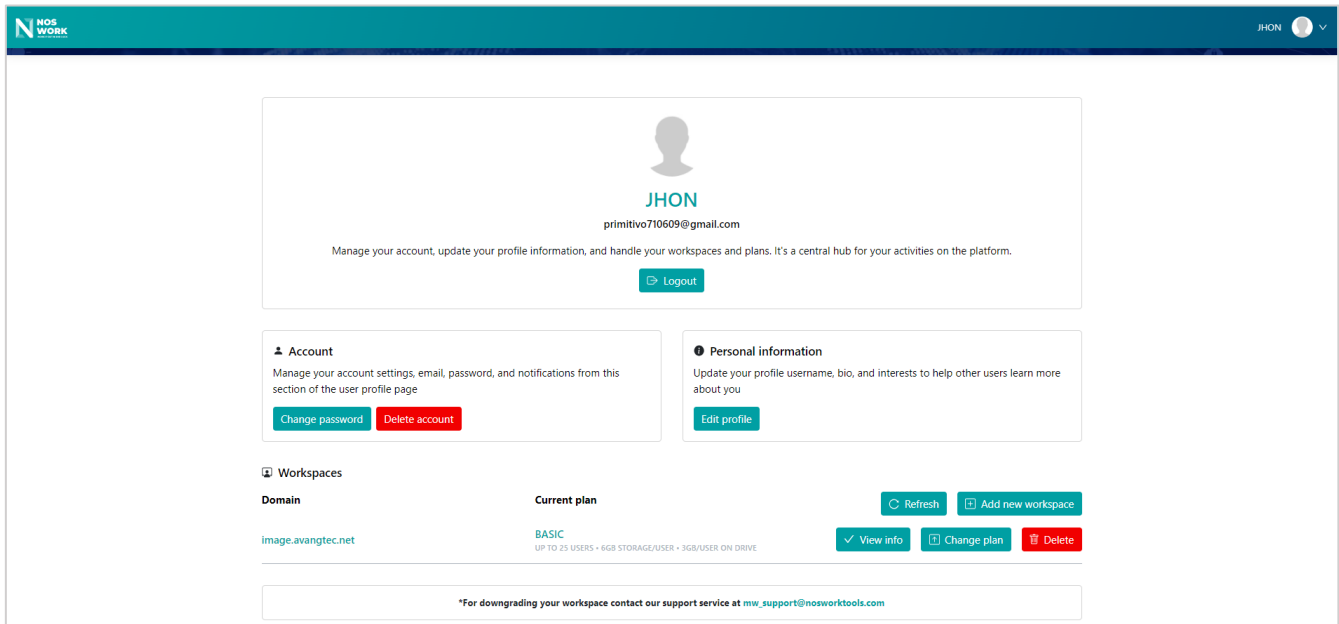 NOS
WORK
JHON
JHON
primitivo710609@gmail.com
Manage your account, update your profile information, and handle your workspaces and plans. It's a central hub for your activities on the platform.
Logout
Account
Manage your account settings, email, password, and notifications from this
section of the user profile page
Change password Delete account
Personal information
Update your profile username, bio, and interests to help other users learn more
about you
Edit profile
Workspaces
Domain Current plan Refresh Add new workspace
image.avangtec.net BASIC View info Change plan Delete
UP TO 25 USERS • 6GB STORAGE/USER • 3GB/USER ON DRIVE
*For downgrading your workspace contact our support service at mw_support@nosworktools.com